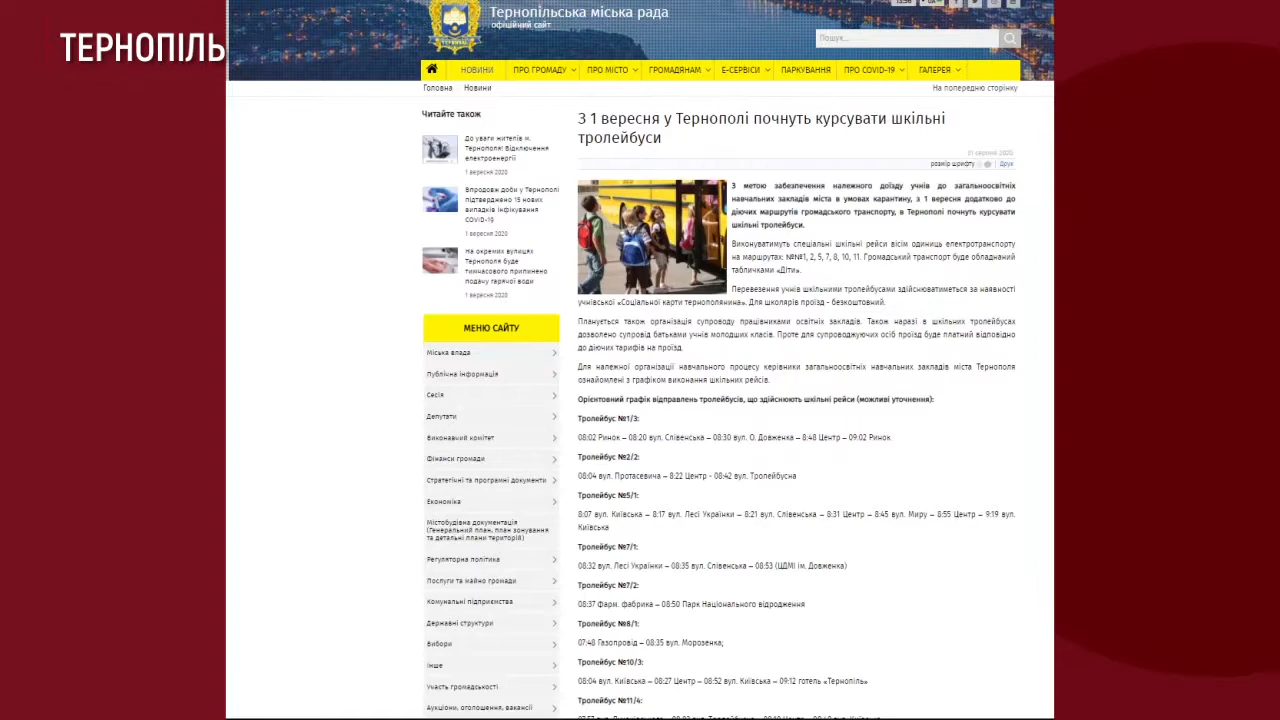 ТЕРНОПІЛЬ
Тернопільська міська рада
офіційний сайт
Пошук...
НОВИНИ
ПРО ГРОМАДУ
ПРО МІСТО
ГРОМАДЯНАМ
Е-СЕРВІСИ
ПАРКУВАННЯ
ПРО COVID-19
ГАЛЕРЕЯ
Головна
Новини
На попередню сторінку
Читайте також
До уваги жителів м.
Тернополя! Відключення
електроенергії
1 вересня 2020
Впродовж доби у Тернополі
підтверджено 15 нових
випадків інфікування
COVID-19
1 вересня 2020
На окремих вулицях
Тернополя буде
тимчасового припинено
подачу гарячої води
1 вересня 2020
МЕНЮ САЙТУ
Міська влада
Публічна інформація
Сесія
Депутати
Виконавчий комітет
Фінанси громади
Стратегічні та програмні документи
Економіка
Містобудівна документація
(Генеральний план, план зонування
та детальні плани територій)
Регуляторна політика
Послуги та майно громади
Комунальні підприємства
Державні структури
Вибори
Інше
Участь громадськості
Аукціони, оголошення, вакансії
З 1 вересня у Тернополі почнуть курсувати шкільні
тролейбуси
31 серпня 2020
розмір шрифту
Друк
З метою забезпечення належного доїзду учнів до загальноосвітніх
навчальних закладів міста в умовах карантину, з 1 вересня додатково до
діючих маршрутів громадського транспорту, в Тернополі почнуть курсувати
шкільні тролейбуси.
Виконуватимуть спеціальні шкільні рейси вісім одиниць електротранспорту
на маршрутах: №№1, 2, 5, 7, 8, 10, 11. Громадський транспорт буде обладнаний
табличками «Діти».
Перевезення учнів шкільними тролейбусами здійснюватиметься за наявності
учнівської «Соціальної карти тернополянина». Для школярів проїзд - безкоштовний.
Планується також організація супроводу працівниками освітніх закладів. Також наразі в шкільних тролейбусах
дозволено супровід батьками учнів молодших класів. Проте для супроводжуючих осіб проїзд буде платний відповідно
до діючих тарифів на проїзд.
Для належної організації навчального процесу керівники загальноосвітніх навчальних закладів міста Тернополя
ознайомлені з графіком виконання шкільних рейсів.
Орієнтовний графік відправлень тролейбусів, що здійснюють шкільні рейси (можливі уточнення):
Тролейбус №1/3:
08:02 Ринок – 08:20 вул. Слівенська – 08:30 вул. О. Довженка – 8:48 Центр – 09:02 Ринок
Тролейбус №2/2:
08:04 вул. Протасевича – 8:22 Центр - 08:42 вул. Тролейбусна
Тролейбус №5/1:
8:07 вул. Київська – 8:17 вул. Лесі Українки – 8:21 вул. Слівенська – 8:31 Центр – 8:45 вул. Миру – 8:55 Центр – 9:19 вул.
Київська
Тролейбус №7/1:
08:32 вул. Лесі Українки – 08:35 вул. Слівенська – 08:53 (ЦДМІ ім. Довженка)
Тролейбус №7/2:
08:37 Фарм. фабрика – 08:50 Парк Національного відродження
Тролейбус №8/1:
07:48 Газопровід – 08:35 вул. Морозенка;
Тролейбус №10/3:
08:04 вул. Київська – 08:27 Центр – 08:52 вул. Київська – 09:12 готель «Тернопіль»
Тролейбус №11/4: